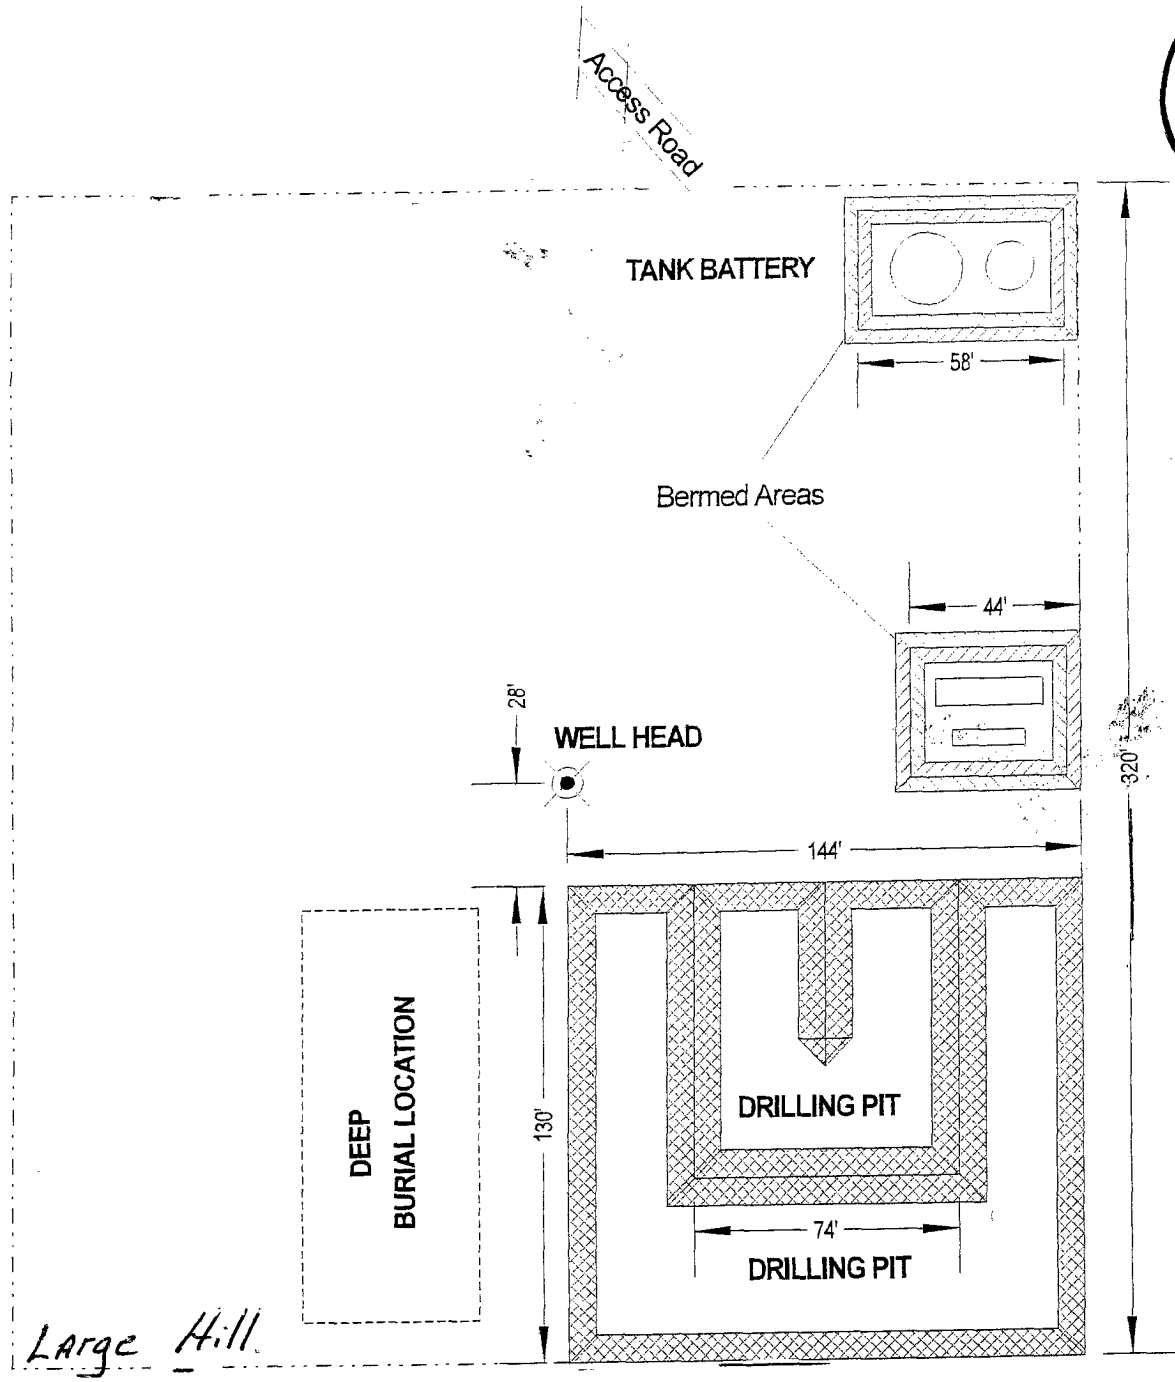 Access Road
TANK BATTERY
58'
Bermed Areas
44'
28'
WELL HEAD
320'
144'
DEEP
BURIAL LOCATION
130'
DRILLING PIT
74'
DRILLING PIT
LArge Hill